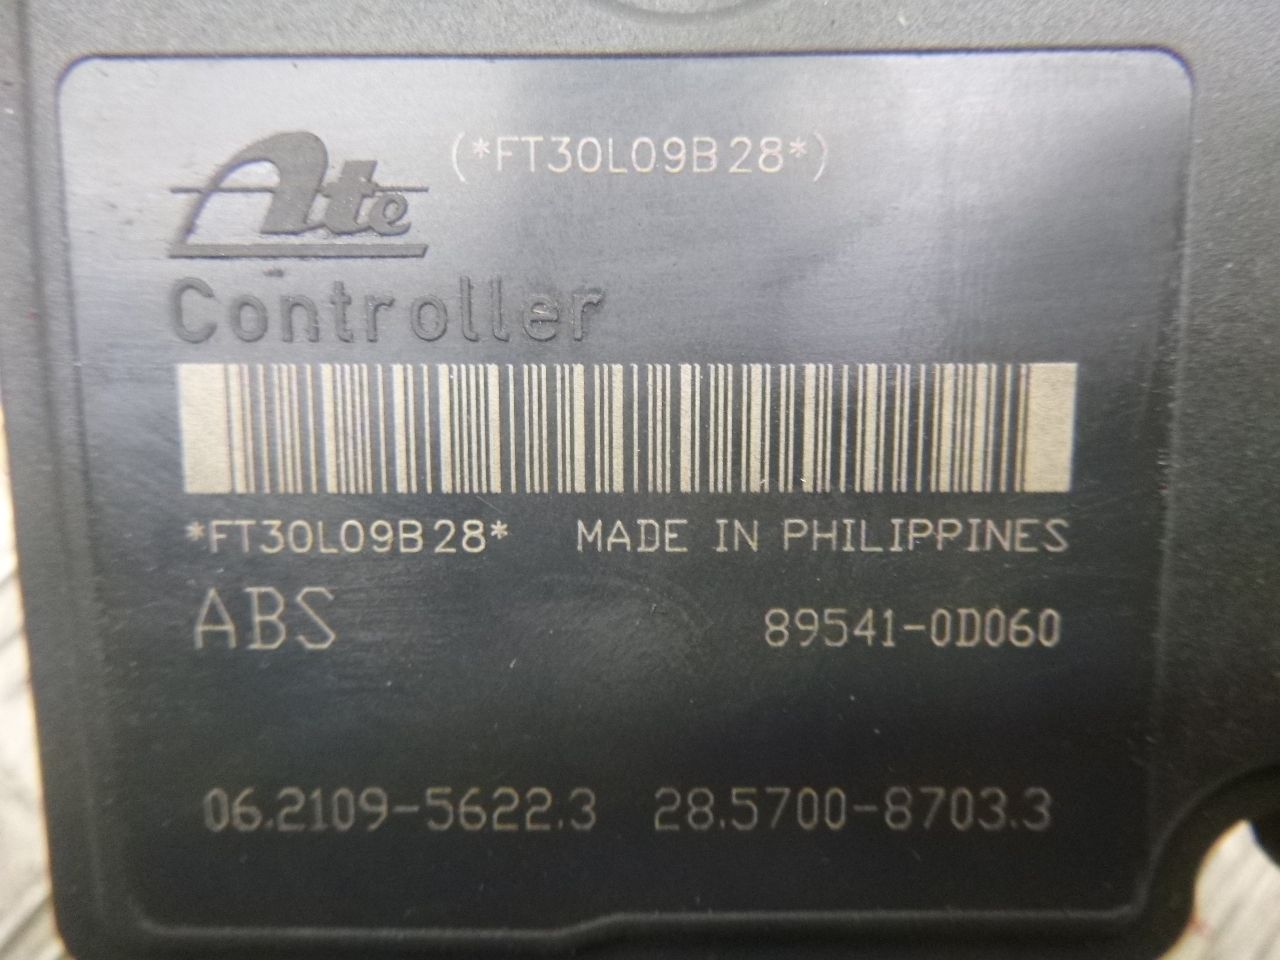 Ate (*FT30L09B28*)
Controller
*FT30L09B28* MADE IN PHILIPPINES
ABS 89541-0D060
06.2109-5622.3 28.5700-8703.3